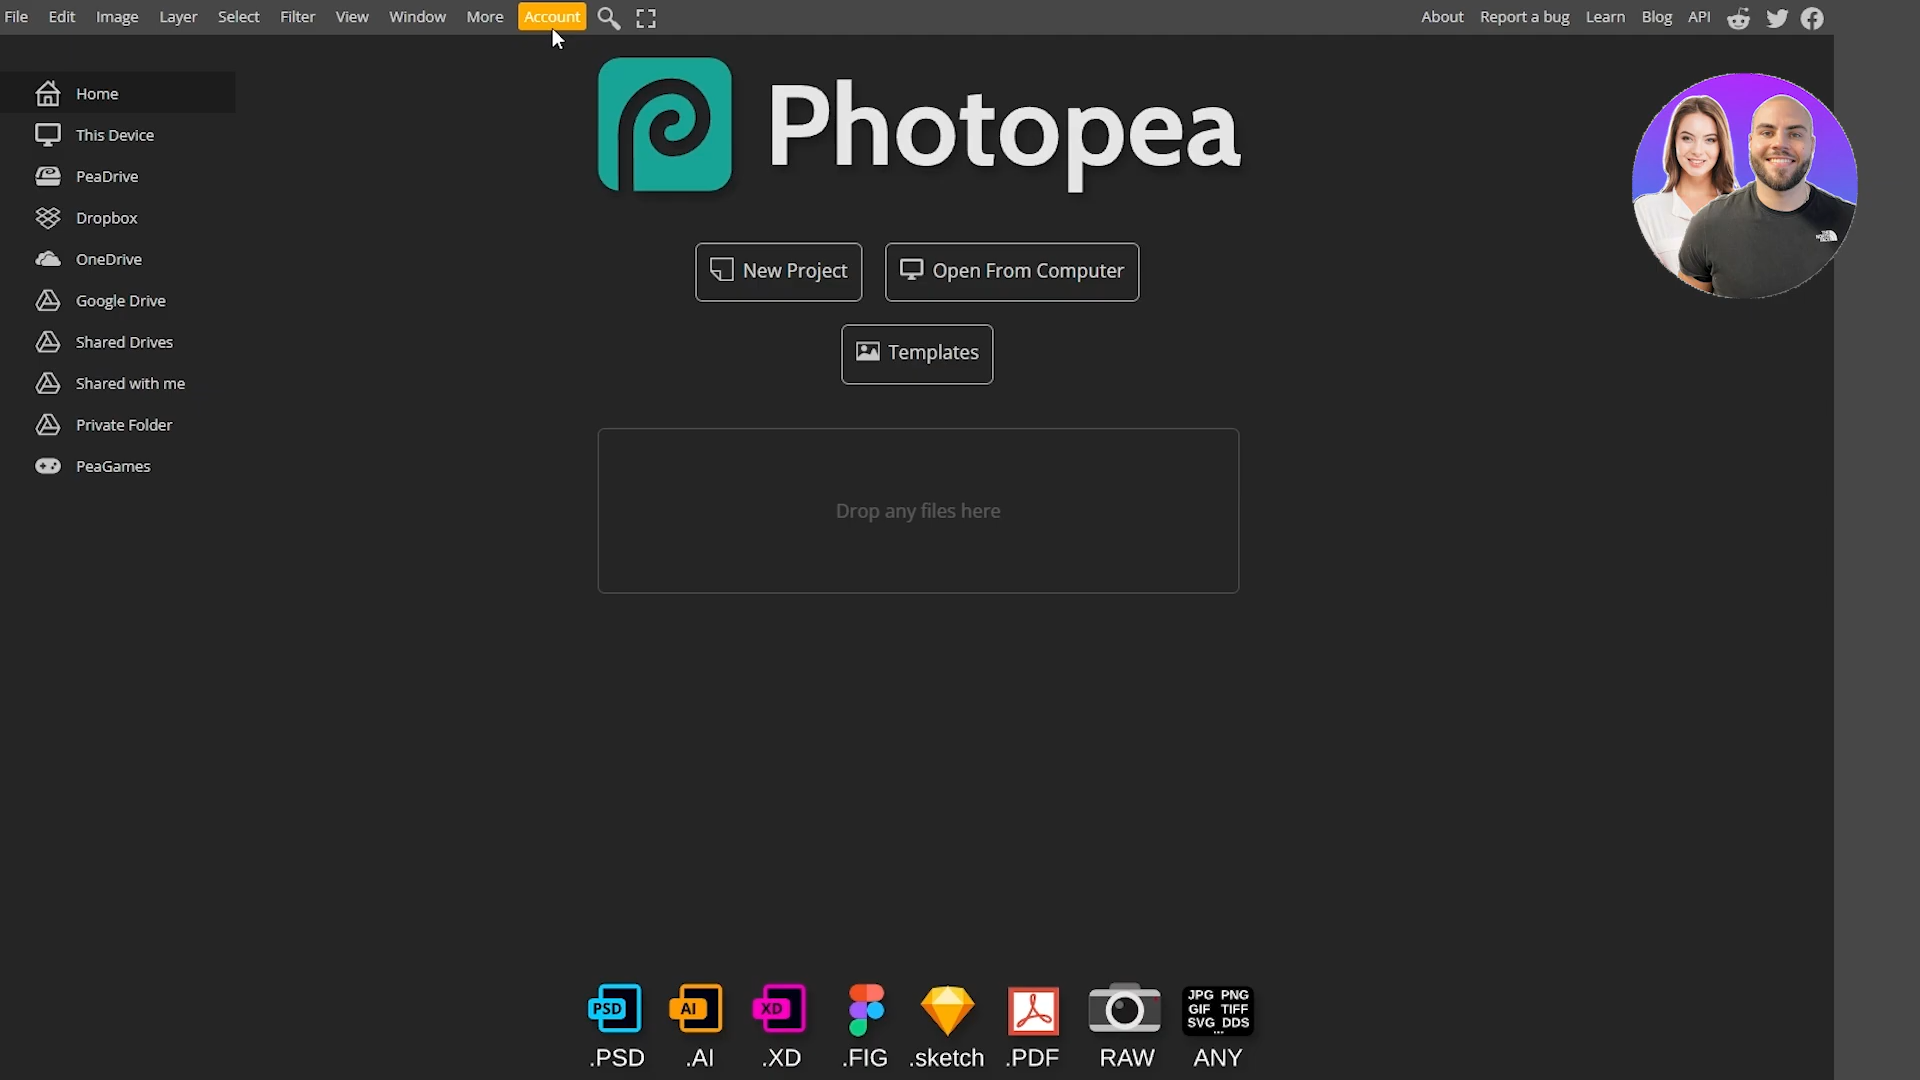 File Edit Image Layer Select Filter View Window More Account About Report a bug Learn Blog API
Home
This Device
PeaDrive
Dropbox
OneDrive
Google Drive
Shared Drives
Shared with me
Private Folder
PeaGames
Photopea
New Project Open From Computer
Templates
Drop any files here
PSD AI XD JPG PNG
GIF TIFF
SVG DDS
...
.PSD .AI .XD .FIG .sketch .PDF RAW ANY